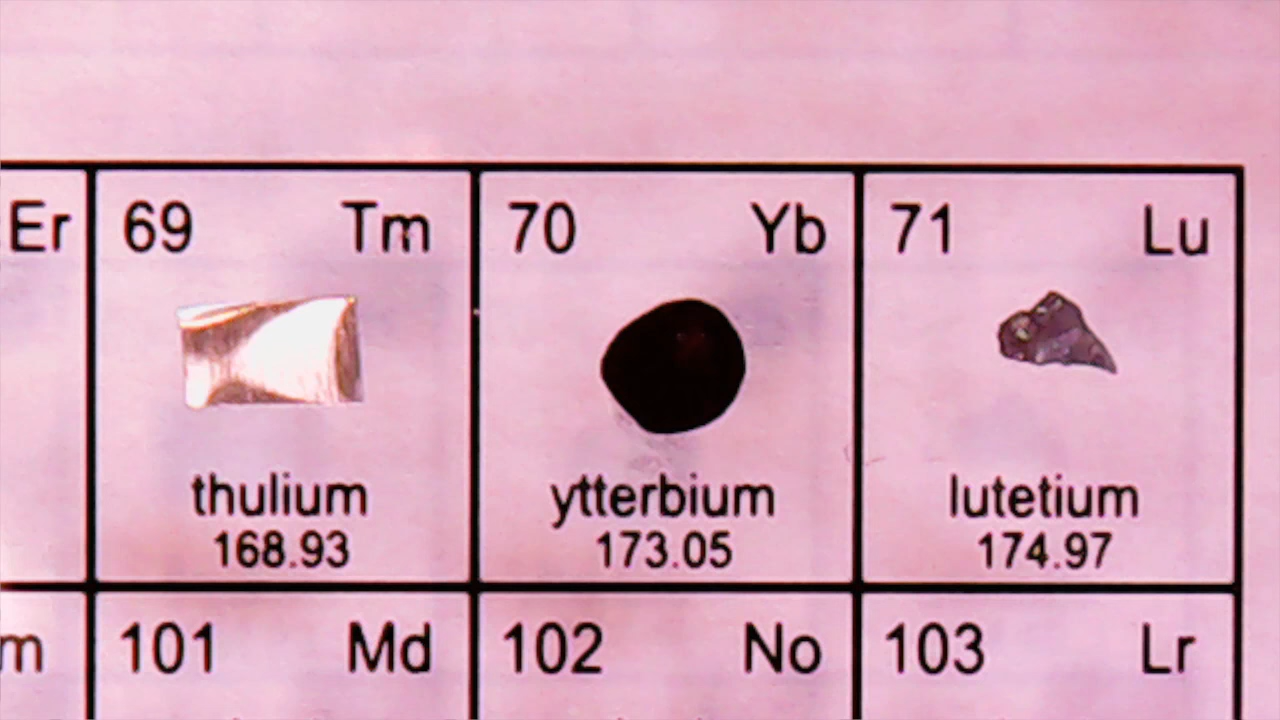 Er 69 Tm 70 Yb 71 Lu
thulium ytterbium lutetium
168.93 173.05 174.97
m 101 Md 102 No 103 Lr